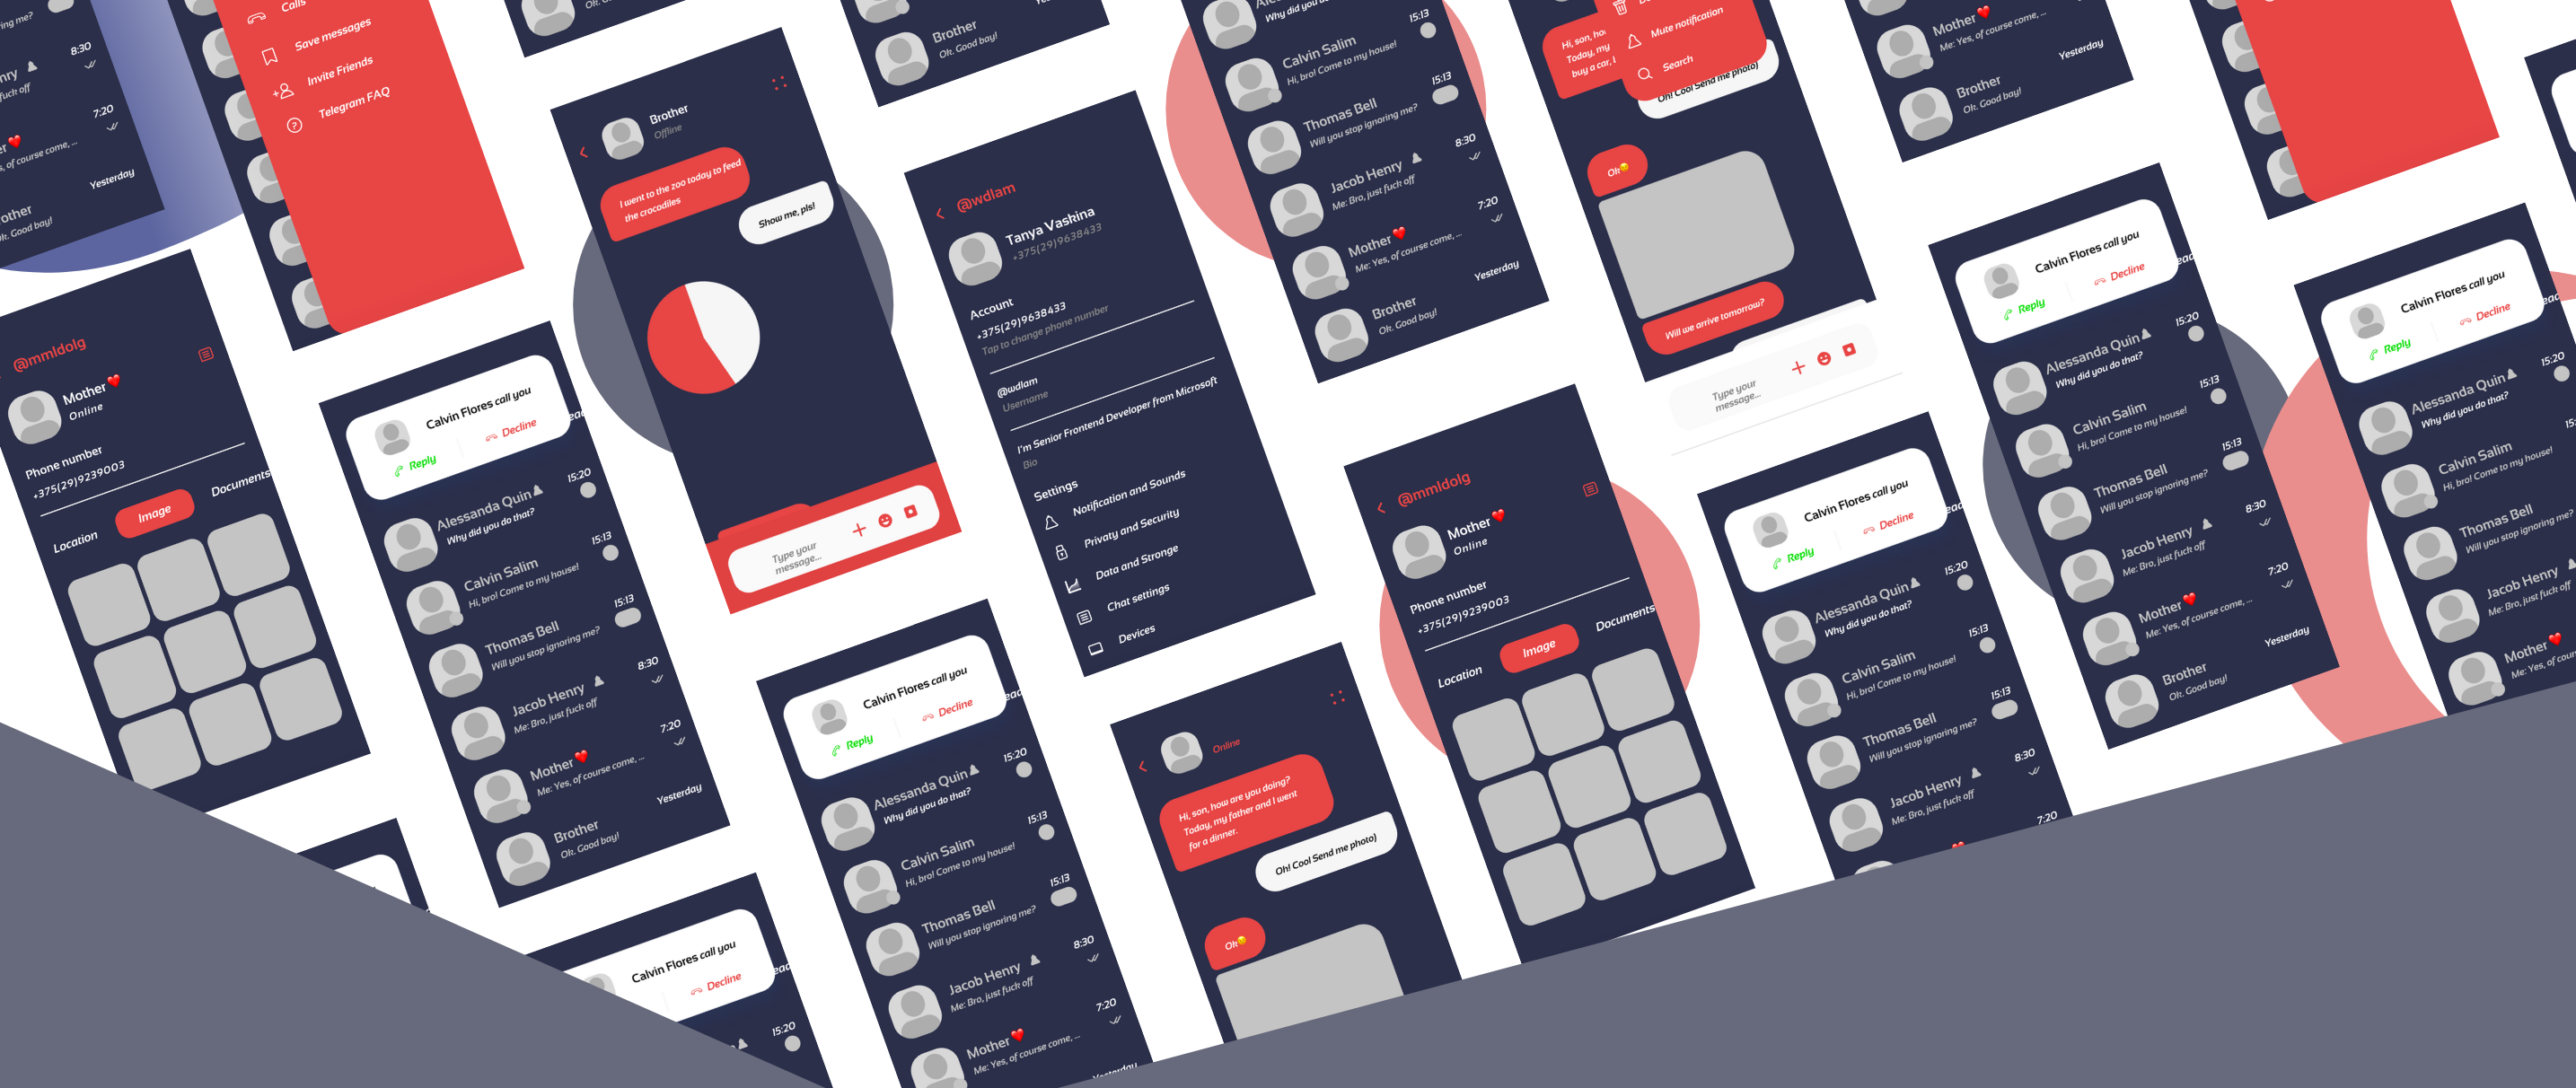 ing me?
8:30
nry
fuck off
7:20
er❤️
s, of course come, ...
Yesterday
other
k. Good bay!
Calls
Save messages
Invite Friends
Telegram FAQ
@mmldolg
Mother❤️
Online
Phone number
+375(29)9239003
Location
Image
Documents
Calvin Flores call you
Reply
Decline
Alessanda Quin
15:20
Why did you do that?
Calvin Salim
15:13
Hi, bro! Come to my house!
Thomas Bell
15:13
Will you stop ignoring me?
Jacob Henry
8:30
Me: Bro, just fuck off
Mother❤️
7:20
Me: Yes, of course come, ...
Brother
Yesterday
Ok. Good bay!
Brother
Offline
I went to the zoo today to feed
the crocodiles
Show me, pls!
Type your
message...
Calvin Flores call you
Decline
15:20
Brother
Ok. Good bay!
@wdlam
Tanya Vaskina
+375(29)9638433
Account
+375(29)9638433
Tap to change phone number
@wdlam
Username
I'm Senior Frontend Developer from Microsoft
Bio
Settings
Notification and Sounds
Privaty and Security
Data and Stronge
Chat settings
Devices
Calvin Flores call you
Reply
Decline
Alessanda Quin
15:20
Why did you do that?
Calvin Salim
15:13
Hi, bro! Come to my house!
Thomas Bell
15:13
Will you stop ignoring me?
Jacob Henry
8:30
Me: Bro, just fuck off
Mother❤️
7:20
Me: Yes, of course come, ...
Yesterday
Why did you do
Calvin Salim
15:13
Hi, bro! Come to my house!
Thomas Bell
15:13
Will you stop ignoring me?
Jacob Henry
8:30
Me: Bro, just fuck off
Mother❤️
7:20
Me: Yes, of course come, ...
Brother
Yesterday
Ok. Good bay!
Online
Hi, son, how are you doing?
Today, my father and I went
for a dinner.
Oh! Cool Send me photo)
Ok
@mmldolg
Mother❤️
Online
Phone number
+375(29)9239003
Location
Image
Documents
Hi, son, ho
Today, my
buy a car,
Mute notification
Search
Oh! Cool Send me photo)
Ok
Will we arrive tomorrow?
Type your
message...
Mother❤️
Me: Yes, of course come, ...
Brother
Yesterday
Ok. Good bay!
Calvin Flores call you
Reply
Decline
Alessanda Quin
15:20
Why did you do that?
Calvin Salim
15:13
Hi, bro! Come to my house!
Thomas Bell
15:13
Will you stop ignoring me?
Jacob Henry
8:30
Me: Bro, just fuck off
7:20
Calvin Flores call you
Reply
Decline
Alessanda Quin
15:20
Why did you do that?
Calvin Salim
15:13
Hi, bro! Come to my house!
Thomas Bell
15:13
Will you stop ignoring me?
Jacob Henry
8:30
Me: Bro, just fuck off
Mother❤️
7:20
Me: Yes, of course come, ...
Brother
Yesterday
Ok. Good bay!
Calvin Flores call you
Reply
Decline
Alessanda Quin
15:20
Why did you do that?
Calvin Salim
15:
Hi, bro! Come to my house!
Thomas Bell
Will you stop ignoring me?
Jacob Henry
Me: Bro, just fuck off
Mother❤️
Me: Yes, of cour